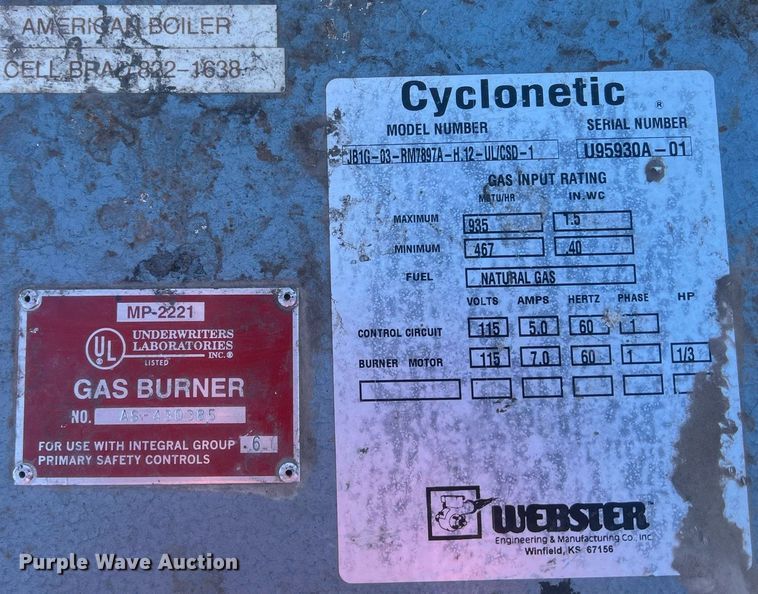 AMERICAN BOILER
CELL BRAD 822-1638
Cyclonetic ®
MODEL NUMBER SERIAL NUMBER
JB1G-03-RM7897A-H.12-UL/CSD-1 U95930A-01
GAS INPUT RATING
MBTU/HR IN.WC
MAXIMUM 935 1.5
MINIMUM 467 .40
FUEL NATURAL GAS
VOLTS AMPS HERTZ PHASE HP
CONTROL CIRCUIT 115 5.0 60 1
BURNER MOTOR 115 7.0 60 1 1/3
WEBSTER
Engineering & Manufacturing Co., Inc.
Winfield, KS 67156
MP-2221
UL
LISTED
UNDERWRITERS
LABORATORIES
INC.®
GAS BURNER
NO.
FOR USE WITH INTEGRAL GROUP .6.1
PRIMARY SAFETY CONTROLS
Purple Wave Auction